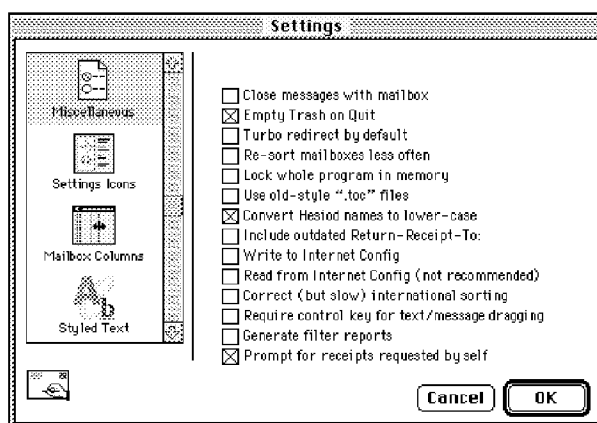 Settings
Miscellaneous
Settings Icons
Mailbox Columns
Styled Text
Close messages with mailbox
Empty Trash on Quit
Turbo redirect by default
Re-sort mailboxes less often
Lock whole program in memory
Use old-style “.toc” files
Convert Hesiod names to lower-case
Include outdated Return-Receipt-To:
Write to Internet Config
Read from Internet Config (not recommended)
Correct (but slow) international sorting
Require control key for text/message dragging
Generate filter reports
Prompt for receipts requested by self
Cancel
OK